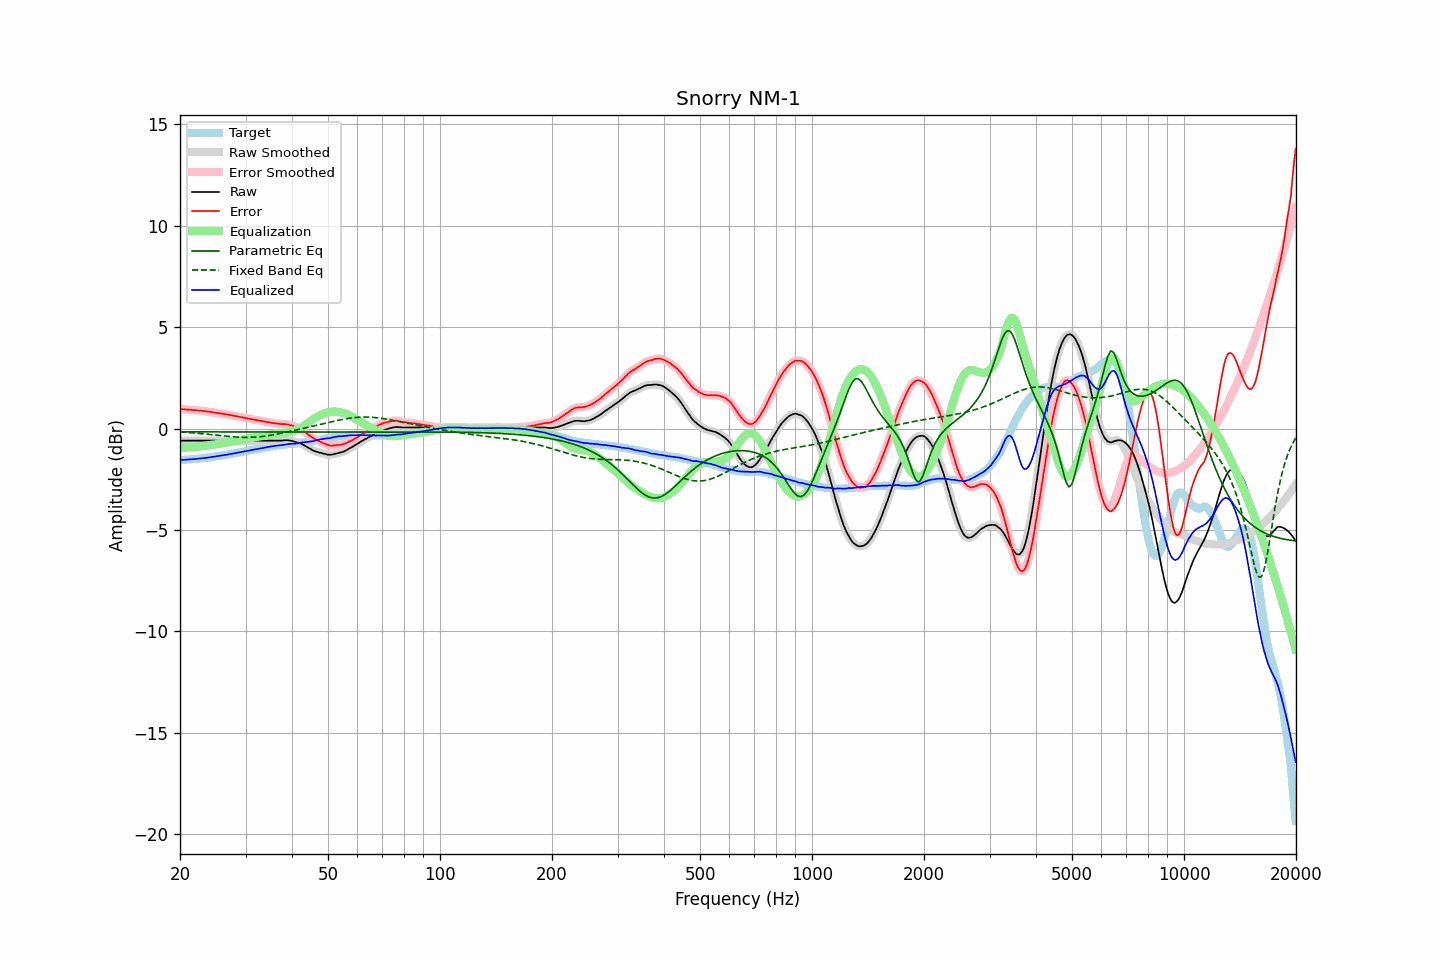 Snorry NM-1
15
10
5
0
−5
−10
−15
−20
Amplitude (dBr)
Target
Raw Smoothed
Error Smoothed
Raw
Error
Equalization
Parametric Eq
Fixed Band Eq
Equalized
20
50
100
200
500
1000
2000
5000
10000
20000
Frequency (Hz)